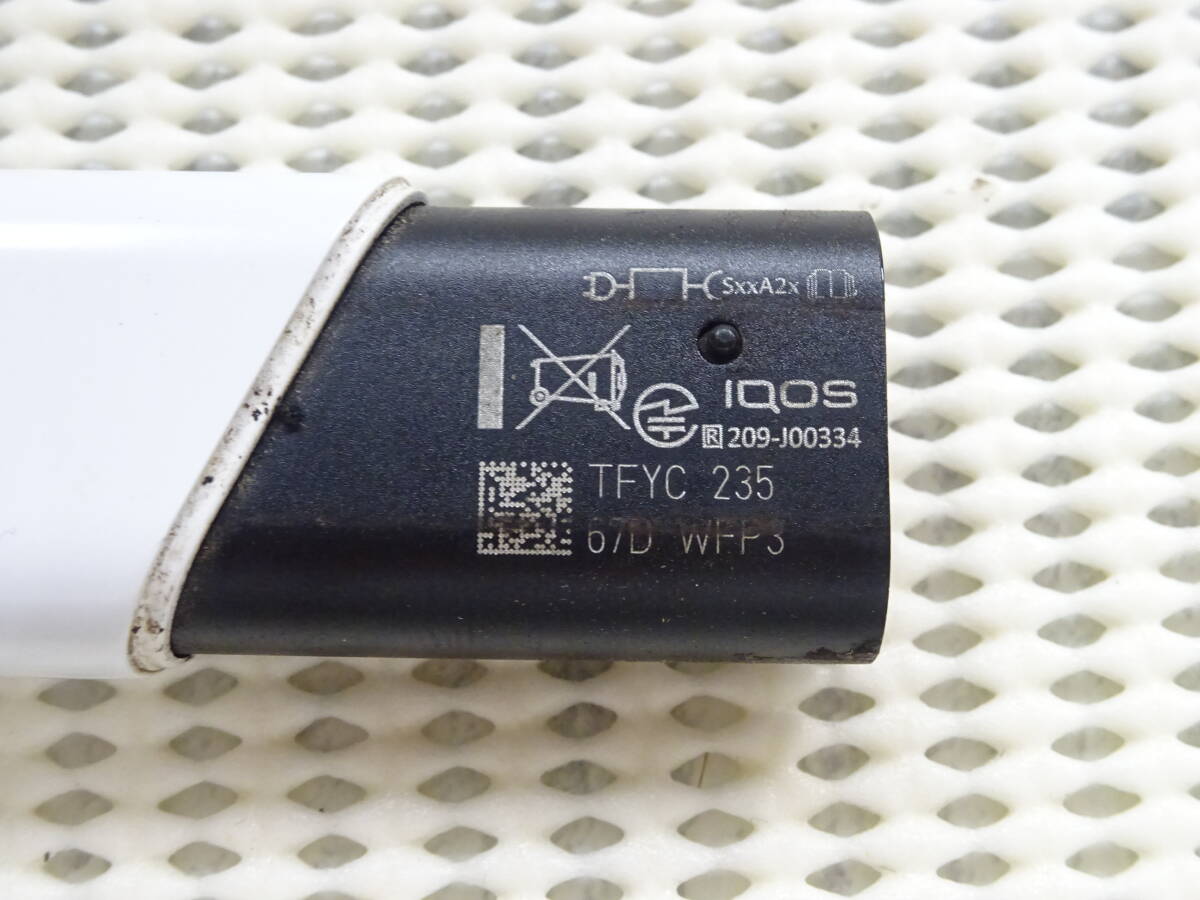 SxxA2x
IQOS
R 209-J00334
TFYC 235
67D WFP3